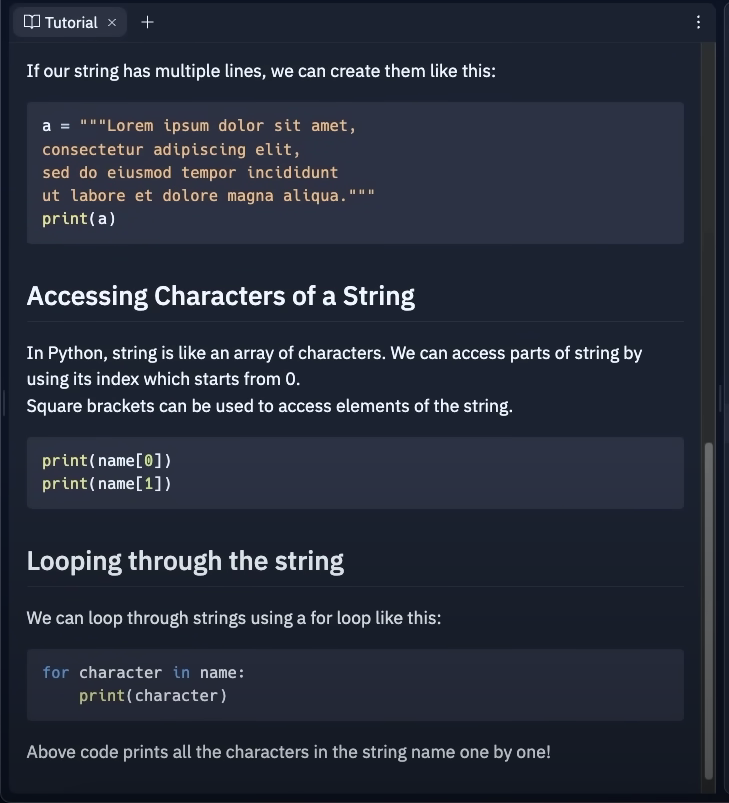 Tutorial × +
If our string has multiple lines, we can create them like this:
a = """Lorem ipsum dolor sit amet,
consectetur adipiscing elit,
sed do eiusmod tempor incididunt
ut labore et dolore magna aliqua."""
print(a)
Accessing Characters of a String
In Python, string is like an array of characters. We can access parts of string by
using its index which starts from 0.
Square brackets can be used to access elements of the string.
print(name[0])
print(name[1])
Looping through the string
We can loop through strings using a for loop like this:
for character in name:
    print(character)
Above code prints all the characters in the string name one by one!